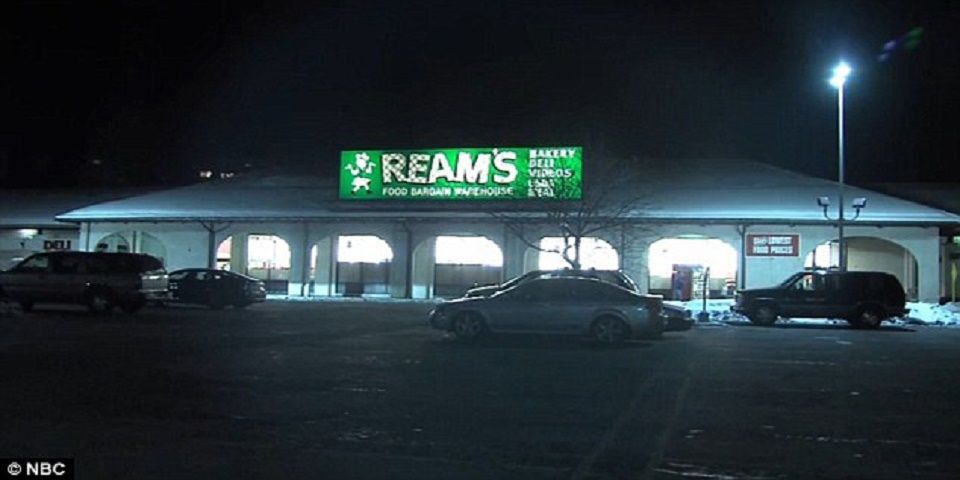 REAM'S
FOOD BARGAIN WAREHOUSE
BAKERY
DELI
VIDEOS
DELI
LOWEST
FOOD PRICES
© NBC